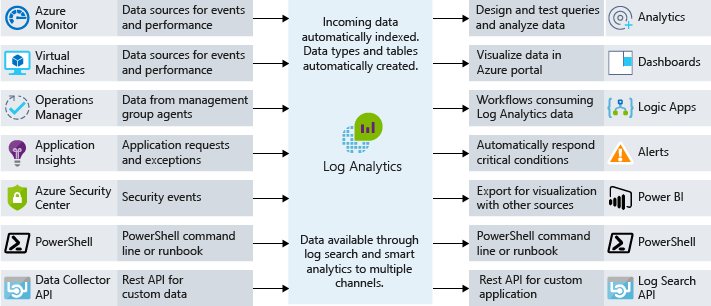 Azure
Monitor
Data sources for events
and performance
Virtual
Machines
Data sources for events
and performance
Operations
Manager
Data from management
group agents
Application
Insights
Application requests
and exceptions
Azure Security
Center
Security events
PowerShell
PowerShell command
line or runbook
Data Collector
API
Rest API for
custom data
Incoming data
automatically indexed.
Data types and tables
automatically created.
Log Analytics
Data available through
log search and smart
analytics to multiple
channels.
Design and test queries
and analyze data
Analytics
Visualize data in
Azure portal
Dashboards
Workflows consuming
Log Analytics data
Logic Apps
Automatically respond
critical conditions
Alerts
Export for visualization
with other sources
Power BI
PowerShell command
line or runbook
PowerShell
Rest API for custom
application
Log Search
API